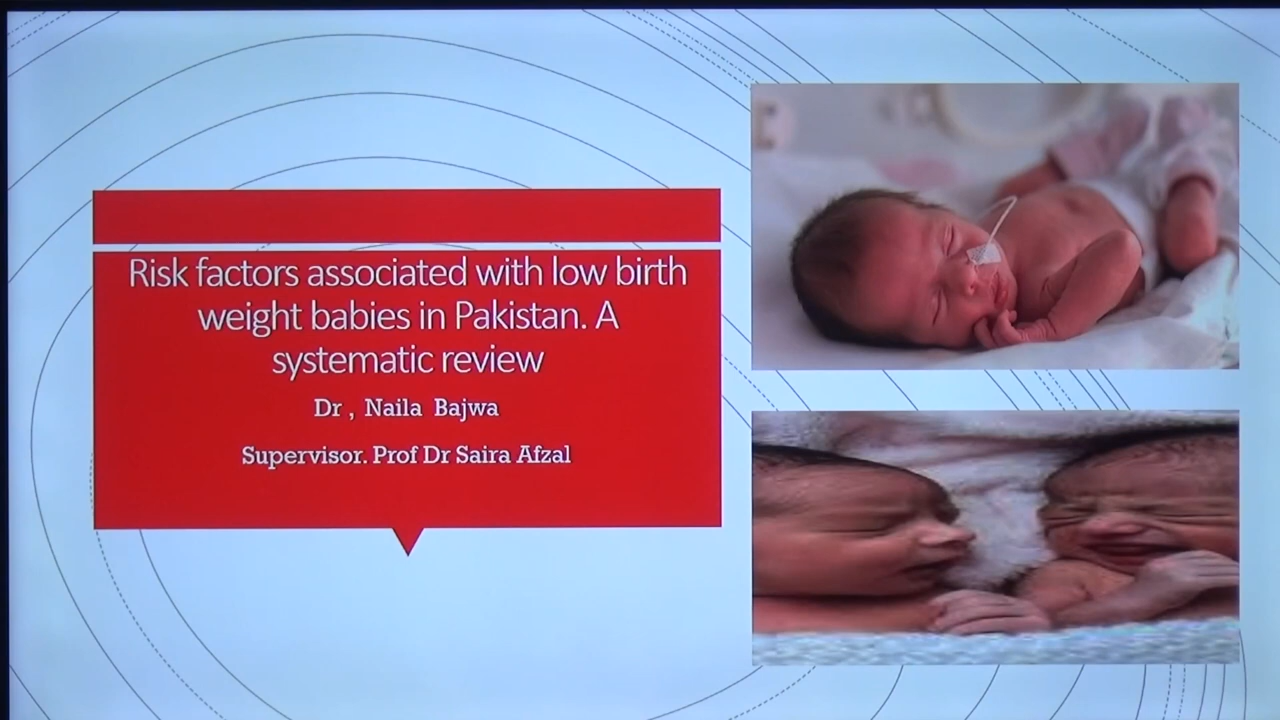 Risk factors associated with low birth
weight babies in Pakistan. A
systematic review
Dr , Naila Bajwa
Supervisor. Prof Dr Saira Afzal